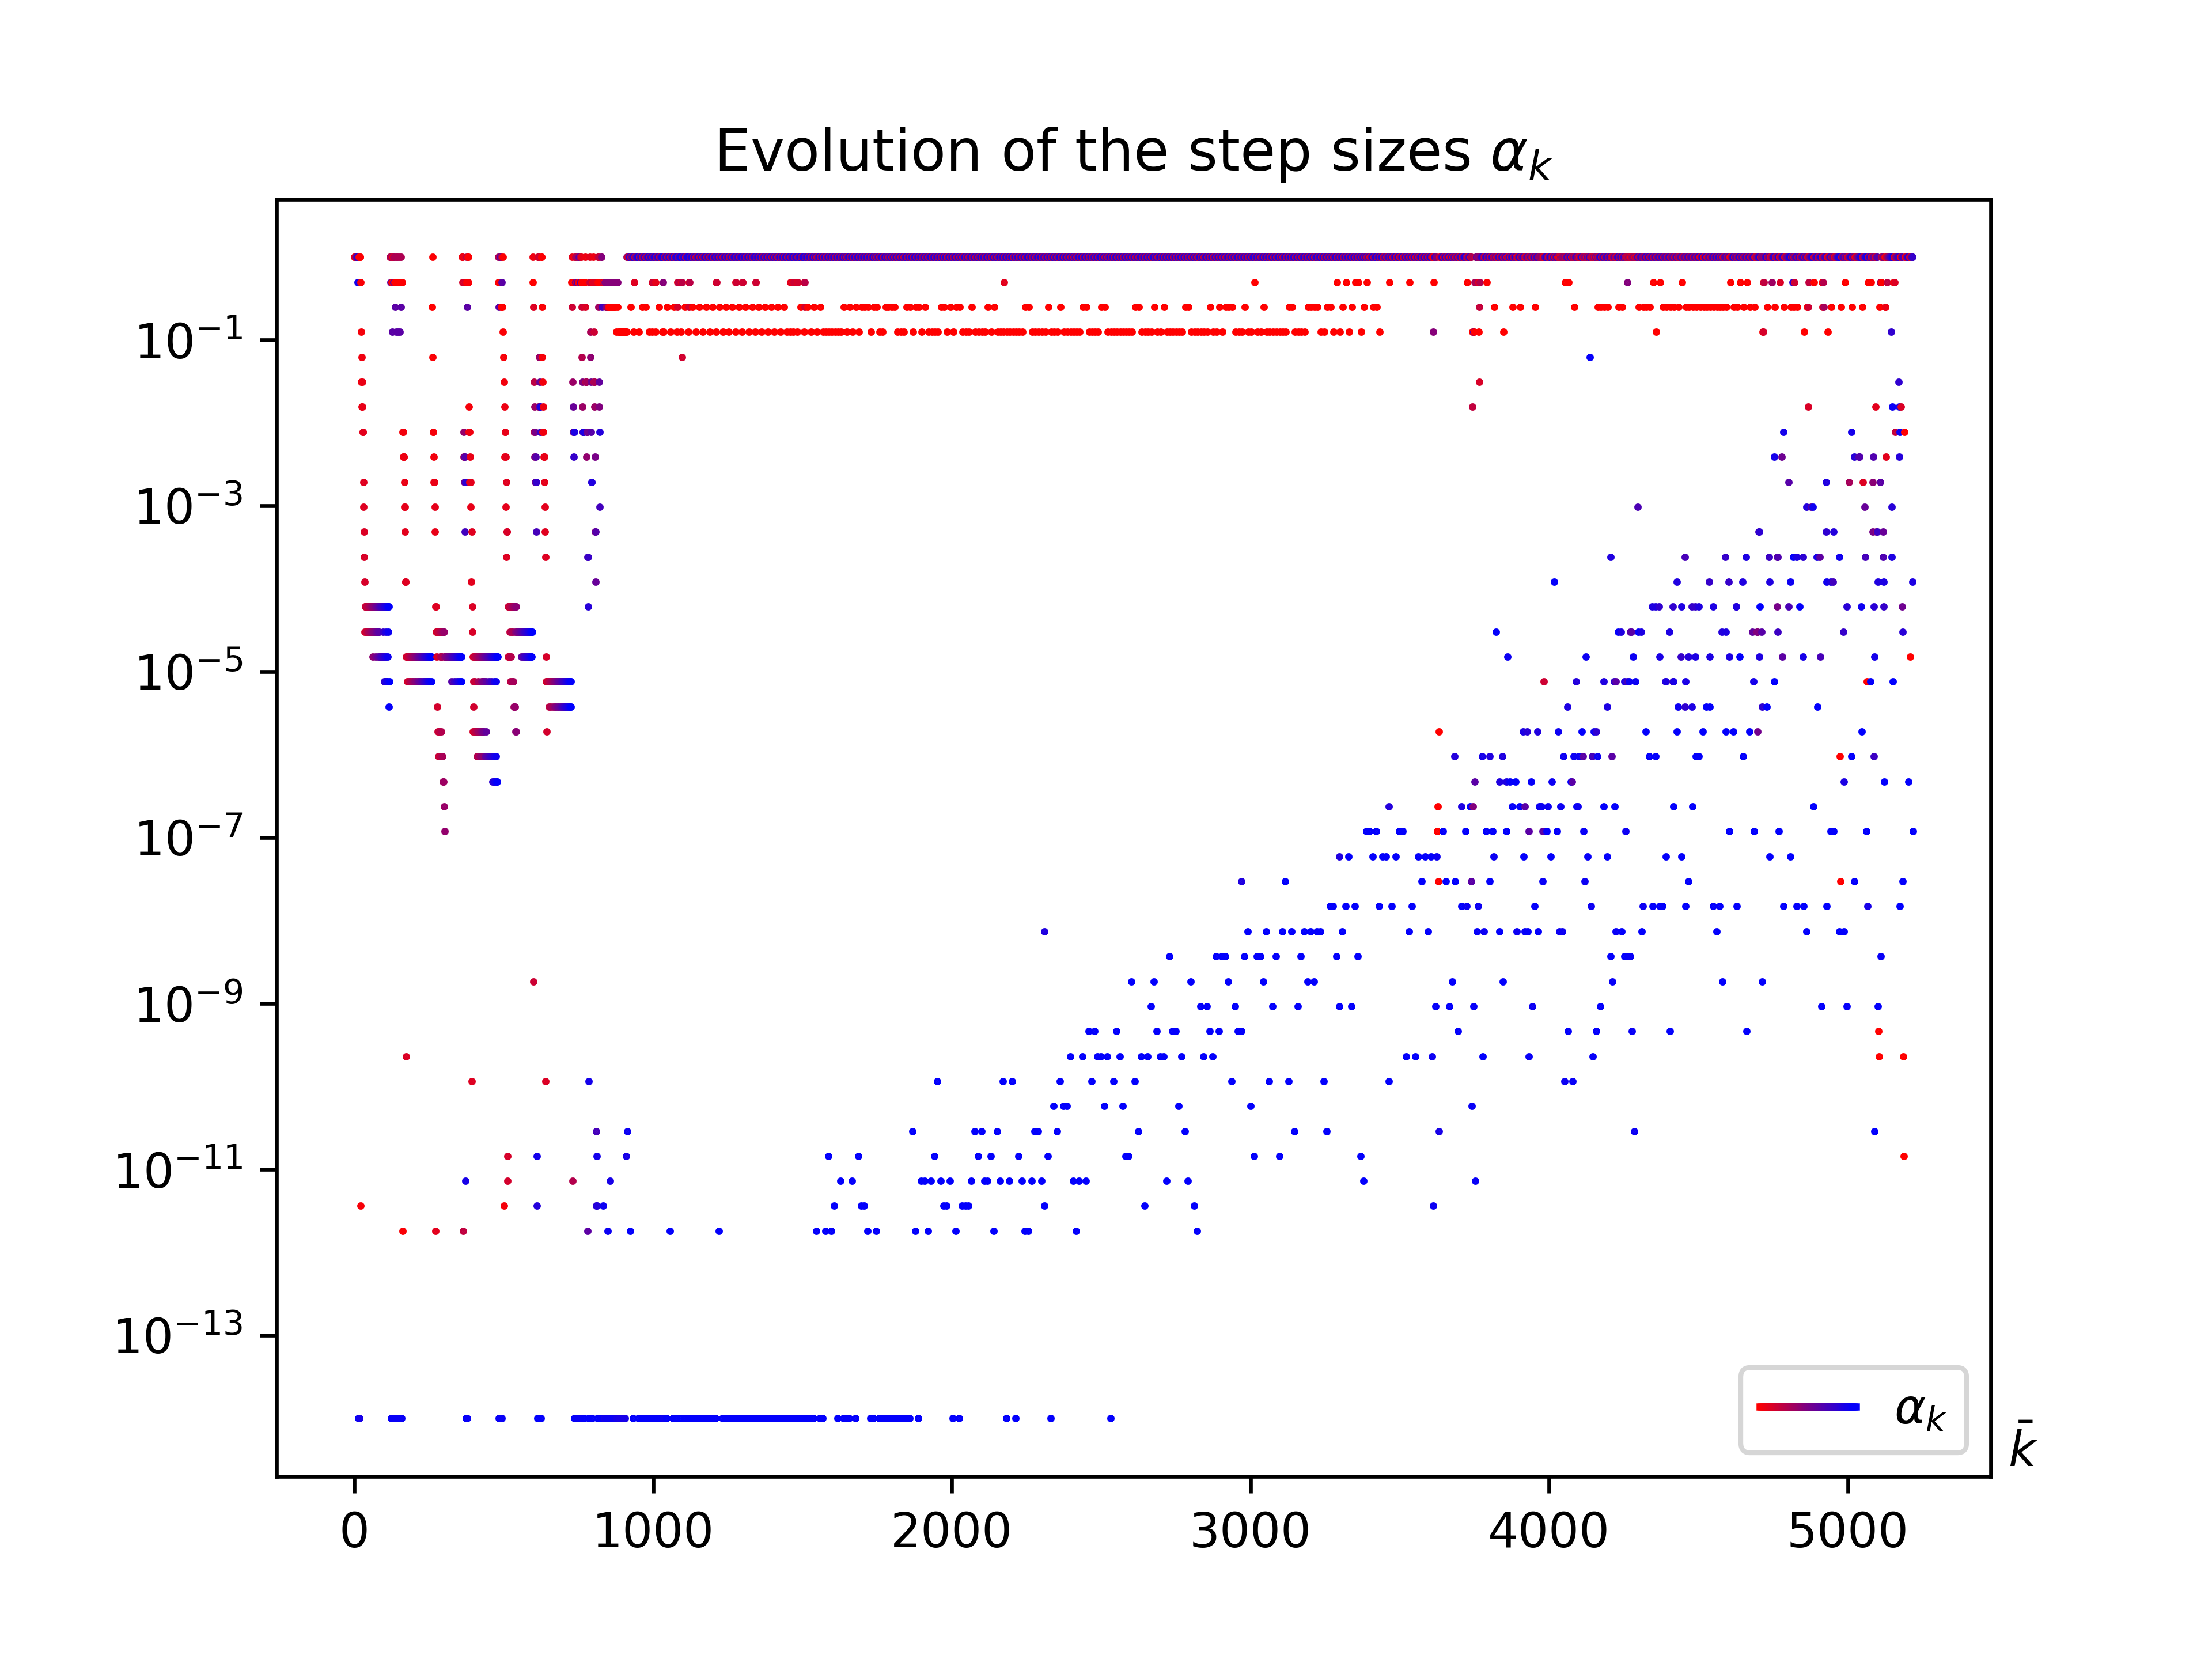 Evolution of the step sizes αₖ
10⁻¹
10⁻³
10⁻⁵
10⁻⁷
10⁻⁹
10⁻¹¹
10⁻¹³
αₖ
k̄
0 1000 2000 3000 4000 5000